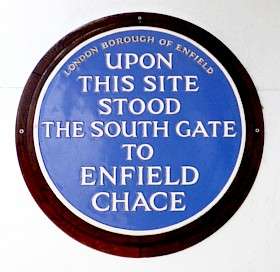 LONDON BOROUGH OF ENFIELD
UPON
THIS SITE
STOOD
THE SOUTH GATE
TO
ENFIELD
CHACE